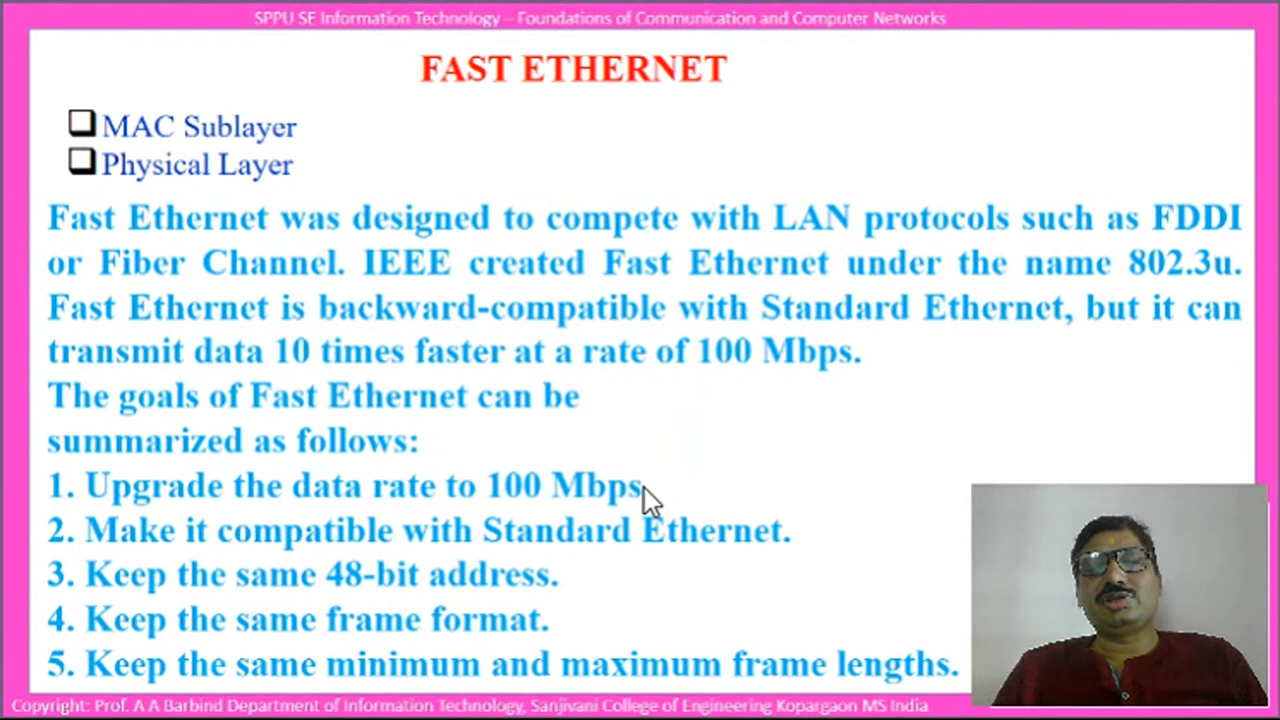 SPPU SE Information Technology – Foundations of Communication and Computer Networks
FAST ETHERNET
MAC Sublayer
Physical Layer
Fast Ethernet was designed to compete with LAN protocols such as FDDI
or Fiber Channel. IEEE created Fast Ethernet under the name 802.3u.
Fast Ethernet is backward-compatible with Standard Ethernet, but it can
transmit data 10 times faster at a rate of 100 Mbps.
The goals of Fast Ethernet can be
summarized as follows:
1. Upgrade the data rate to 100 Mbps.
2. Make it compatible with Standard Ethernet.
3. Keep the same 48-bit address.
4. Keep the same frame format.
5. Keep the same minimum and maximum frame lengths.
Copyright: Prof. A A Barbind Department of Information Technology, Sanjivani College of Engineering Kopargaon MS India